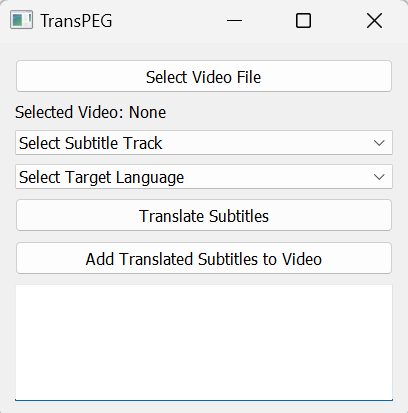 TransPEG
Select Video File
Selected Video: None
Select Subtitle Track
Select Target Language
Translate Subtitles
Add Translated Subtitles to Video